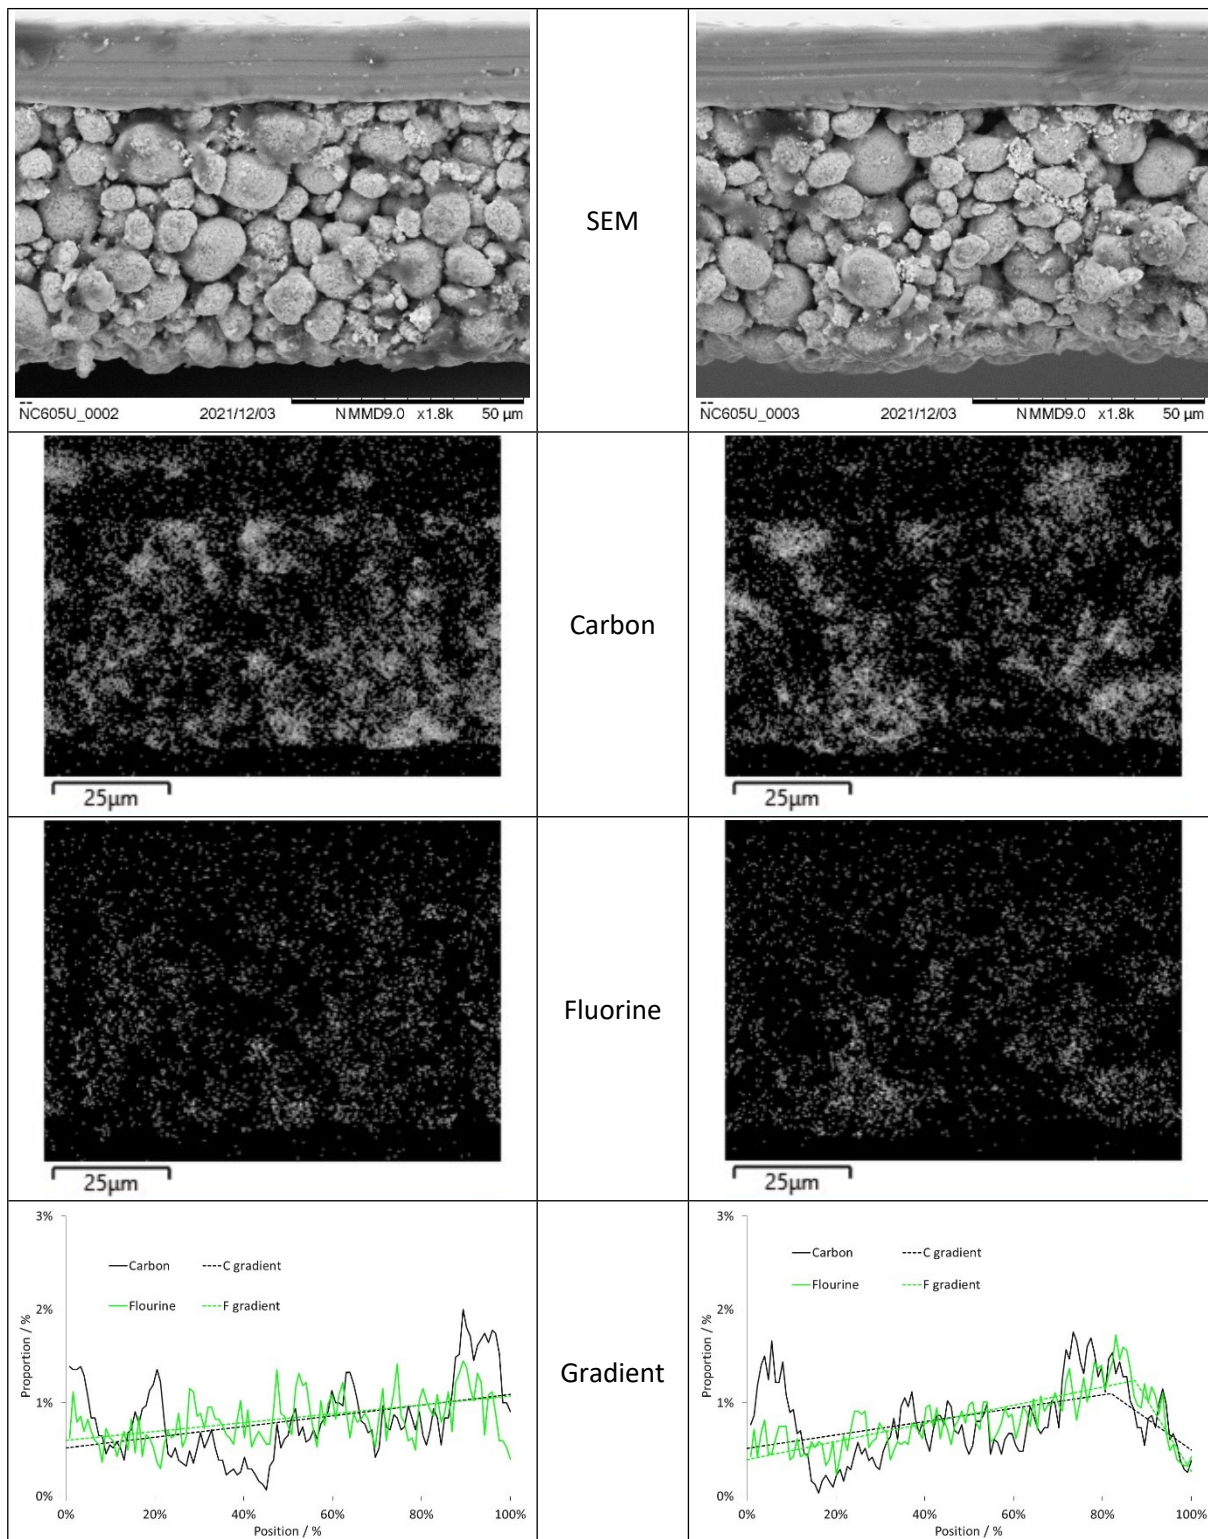 SEM
NC605U_0002 2021/12/03 NMMD9.0 x1.8k 50 µm
NC605U_0003 2021/12/03 NMMD9.0 x1.8k 50 µm
Carbon
25µm
25µm
Fluorine
25µm
25µm
Gradient
3%
2%
1%
0%
Proportion / %
Carbon
C gradient
Flourine
F gradient
0% 20% 40% 60% 80% 100%
Position / %
3%
2%
1%
0%
Proportion / %
Carbon
C gradient
Flourine
F gradient
0% 20% 40% 60% 80% 100%
Position / %